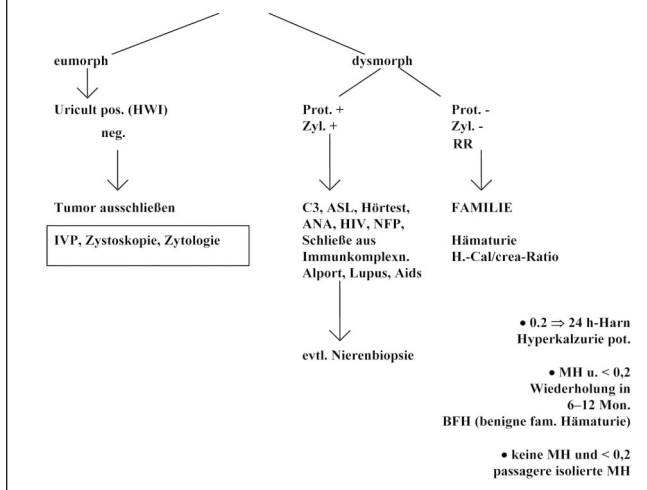 eumorph
dysmorph
Uricult pos. (HWI)
neg.
Prot. +
Zyl. +
Prot. -
Zyl. -
RR
Tumor ausschließen
IVP, Zystoskopie, Zytologie
C3, ASL, Hörtest,
ANA, HIV, NFP,
Schließe aus
Immunkomplexn.
Alport, Lupus, Aids
FAMILIE
Hämaturie
H.-Cal/crea-Ratio
evtl. Nierenbiopsie
• 0.2 ⇒ 24 h-Harn
Hyperkalzurie pot.
• MH u. < 0,2
Wiederholung in
6–12 Mon.
BFH (benigne fam. Hämaturie)
• keine MH und < 0,2
passagere isolierte MH